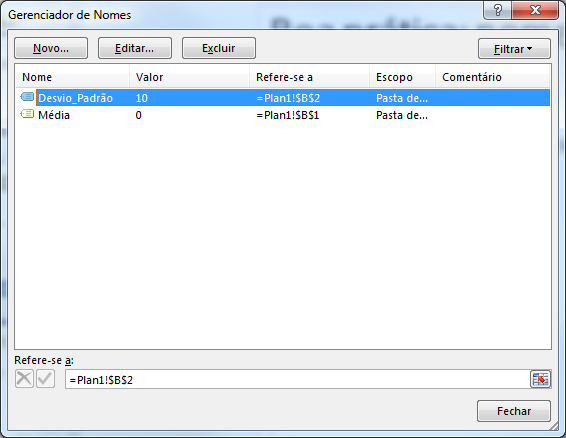 Gerenciador de Nomes
Novo... Editar... Excluir Filtrar
Nome Valor Refere-se a Escopo Comentário
Desvio_Padrão 10 =Plan1!$B$2 Pasta de...
Média 0 =Plan1!$B$1 Pasta de...
Refere-se a:
=Plan1!$B$2
Fechar